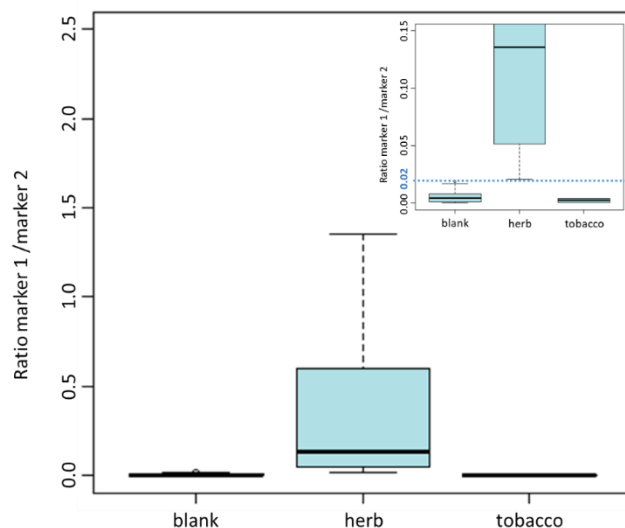 Ratio marker 1 /marker 2
2.5
2.0
1.5
1.0
0.5
0.0
blank
herb
tobacco
Ratio marker 1 /marker 2
0.15
0.10
0.05
0.02
0.00
blank
herb
tobacco